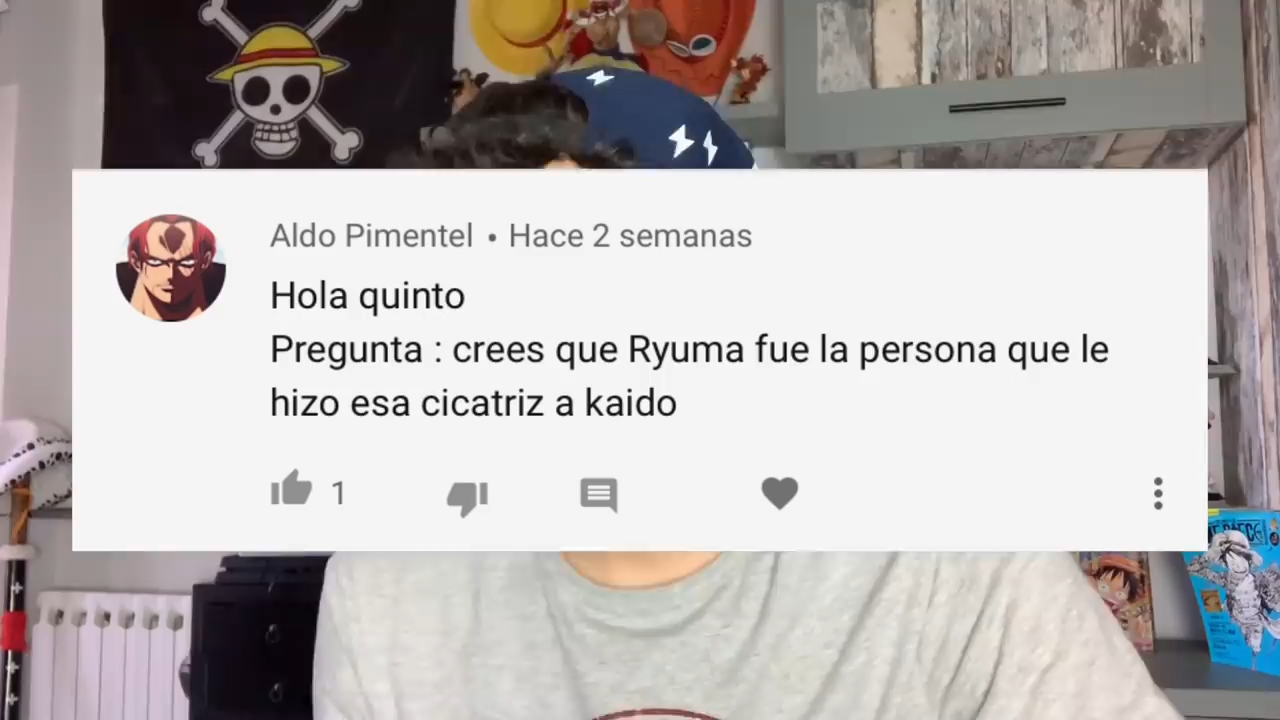 Aldo Pimentel • Hace 2 semanas
Hola quinto
Pregunta : crees que Ryuma fue la persona que le
hizo esa cicatriz a kaido
1